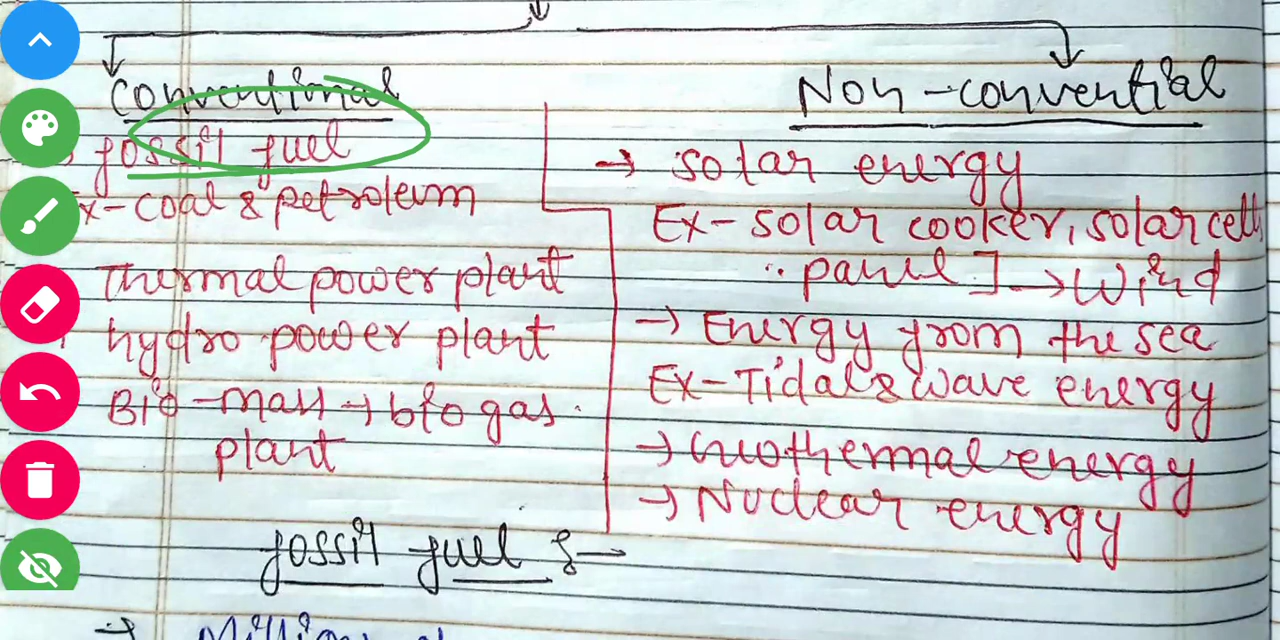 Conventional
fossil fuel
Ex-coal & petroleum
Thermal power plant
hydro power plant
Bio-mass → bio gas.
plant
Non-convential
→ solar energy
Ex-solar cooker, solar cell
panel] → Wind
→ Energy from the sea
Ex-Tidal & wave energy
→ Geothermal energy
→ Nuclear energy
fossil fuel :→
→